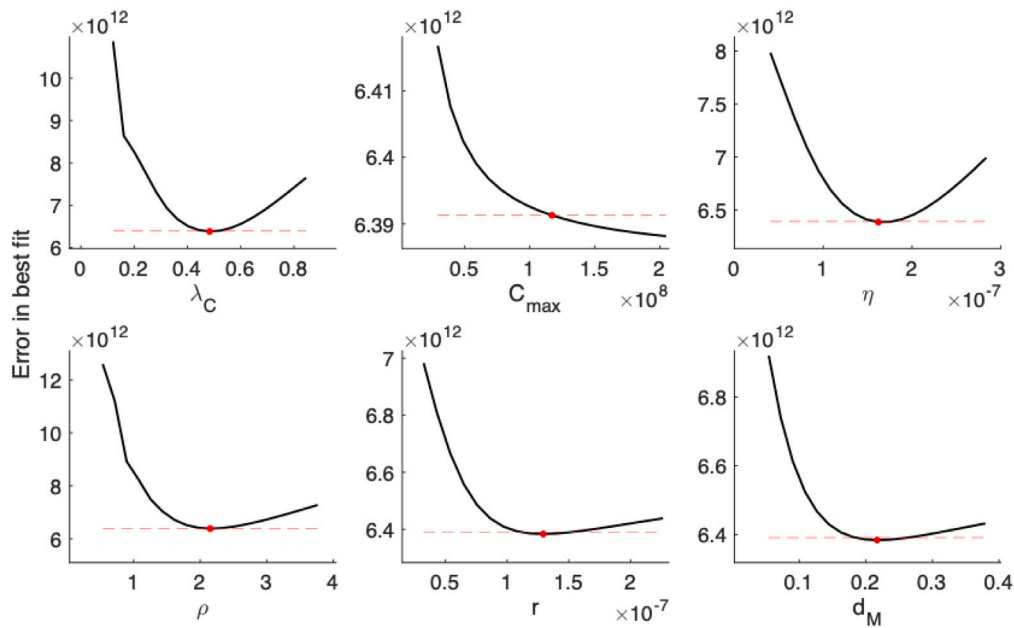 ×10^12
10
9
8
7
6
0 0.2 0.4 0.6 0.8
λ_C
×10^12
6.41
6.4
6.39
0.5 1 1.5 2
C_max
×10^8
×10^12
8
7.5
7
6.5
0 1 2 3
η
×10^-7
Error in best fit
×10^12
12
10
8
6
1 2 3 4
ρ
×10^12
7
6.8
6.6
6.4
0.5 1 1.5 2
r
×10^-7
×10^12
6.8
6.6
6.4
0.1 0.2 0.3 0.4
d_M